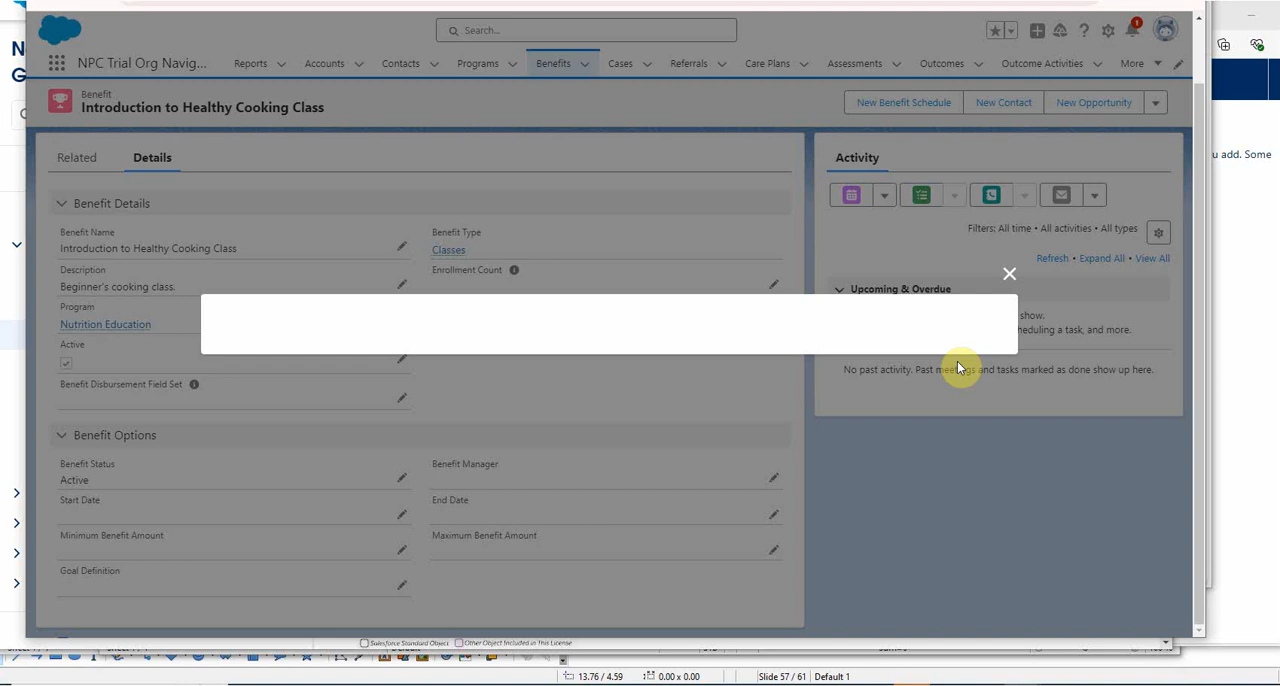 N
G
Search...
1
NPC Trial Org Navig...
Reports
Accounts
Contacts
Programs
Benefits
Cases
Referrals
Care Plans
Assessments
Outcomes
Outcome Activities
More
Benefit
Introduction to Healthy Cooking Class
New Benefit Schedule
New Contact
New Opportunity
u add. Some
Related
Details
Activity
Benefit Details
Benefit Name
Introduction to Healthy Cooking Class
Benefit Type
Classes
Description
Beginner's cooking class.
Enrollment Count
Program
Nutrition Education
Active
Benefit Disbursement Field Set
Filters: All time • All activities • All types
Refresh • Expand All • View All
Upcoming & Overdue
show.
cheduling a task, and more.
No past activity. Past meetings and tasks marked as done show up here.
Benefit Options
Benefit Status
Active
Benefit Manager
Start Date
End Date
Minimum Benefit Amount
Maximum Benefit Amount
Goal Definition
Salesforce Standard Object
Other Object Included in This License
13.76 / 4.59
0.00 x 0.00
Slide 57 / 61
Default 1